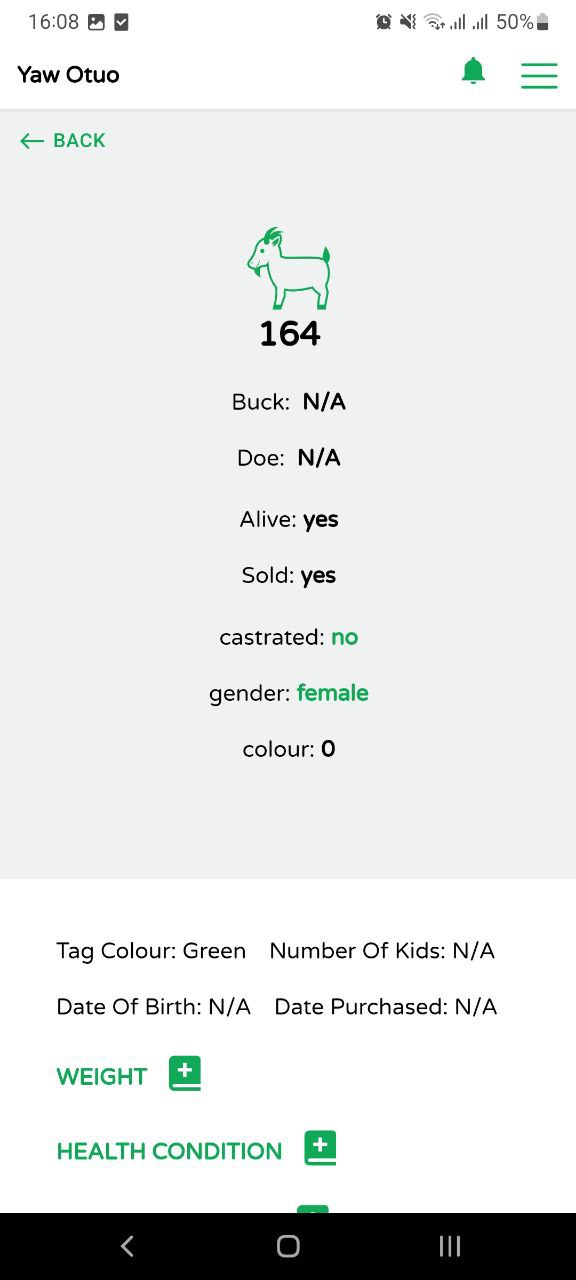 16:08 50%
Yaw Otuo
BACK
164
Buck: N/A
Doe: N/A
Alive: yes
Sold: yes
castrated: no
gender: female
colour: 0
Tag Colour: Green Number Of Kids: N/A
Date Of Birth: N/A Date Purchased: N/A
WEIGHT
HEALTH CONDITION